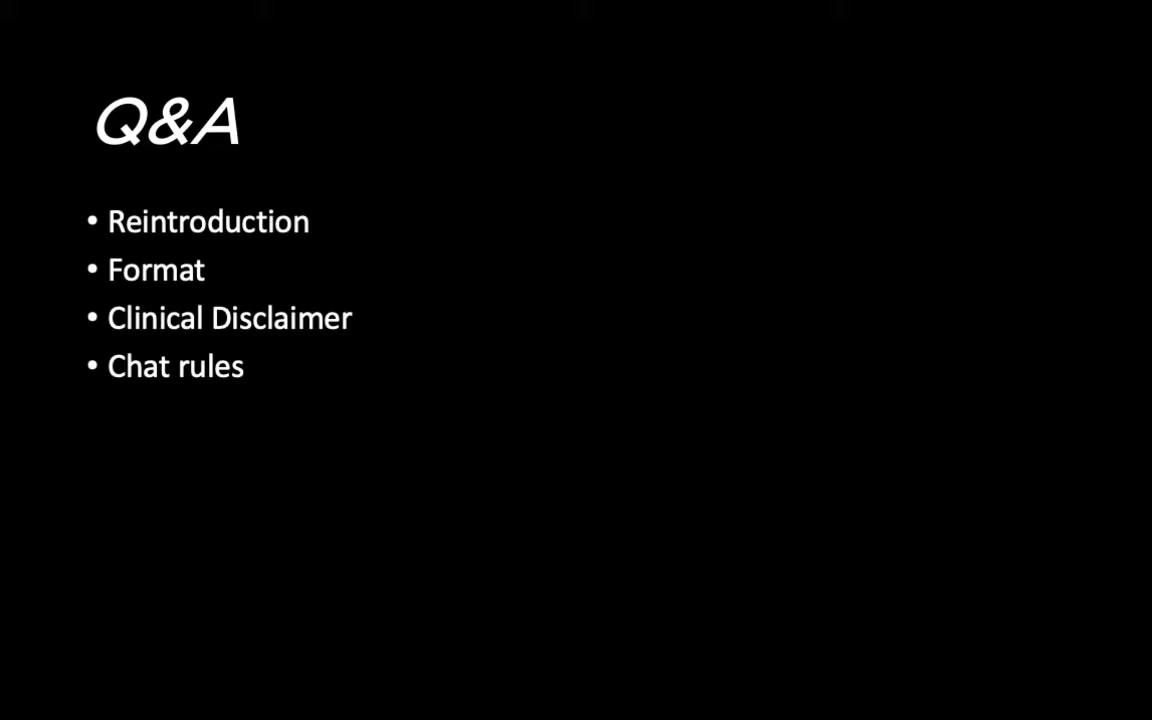 Q&A
• Reintroduction
• Format
• Clinical Disclaimer
• Chat rules